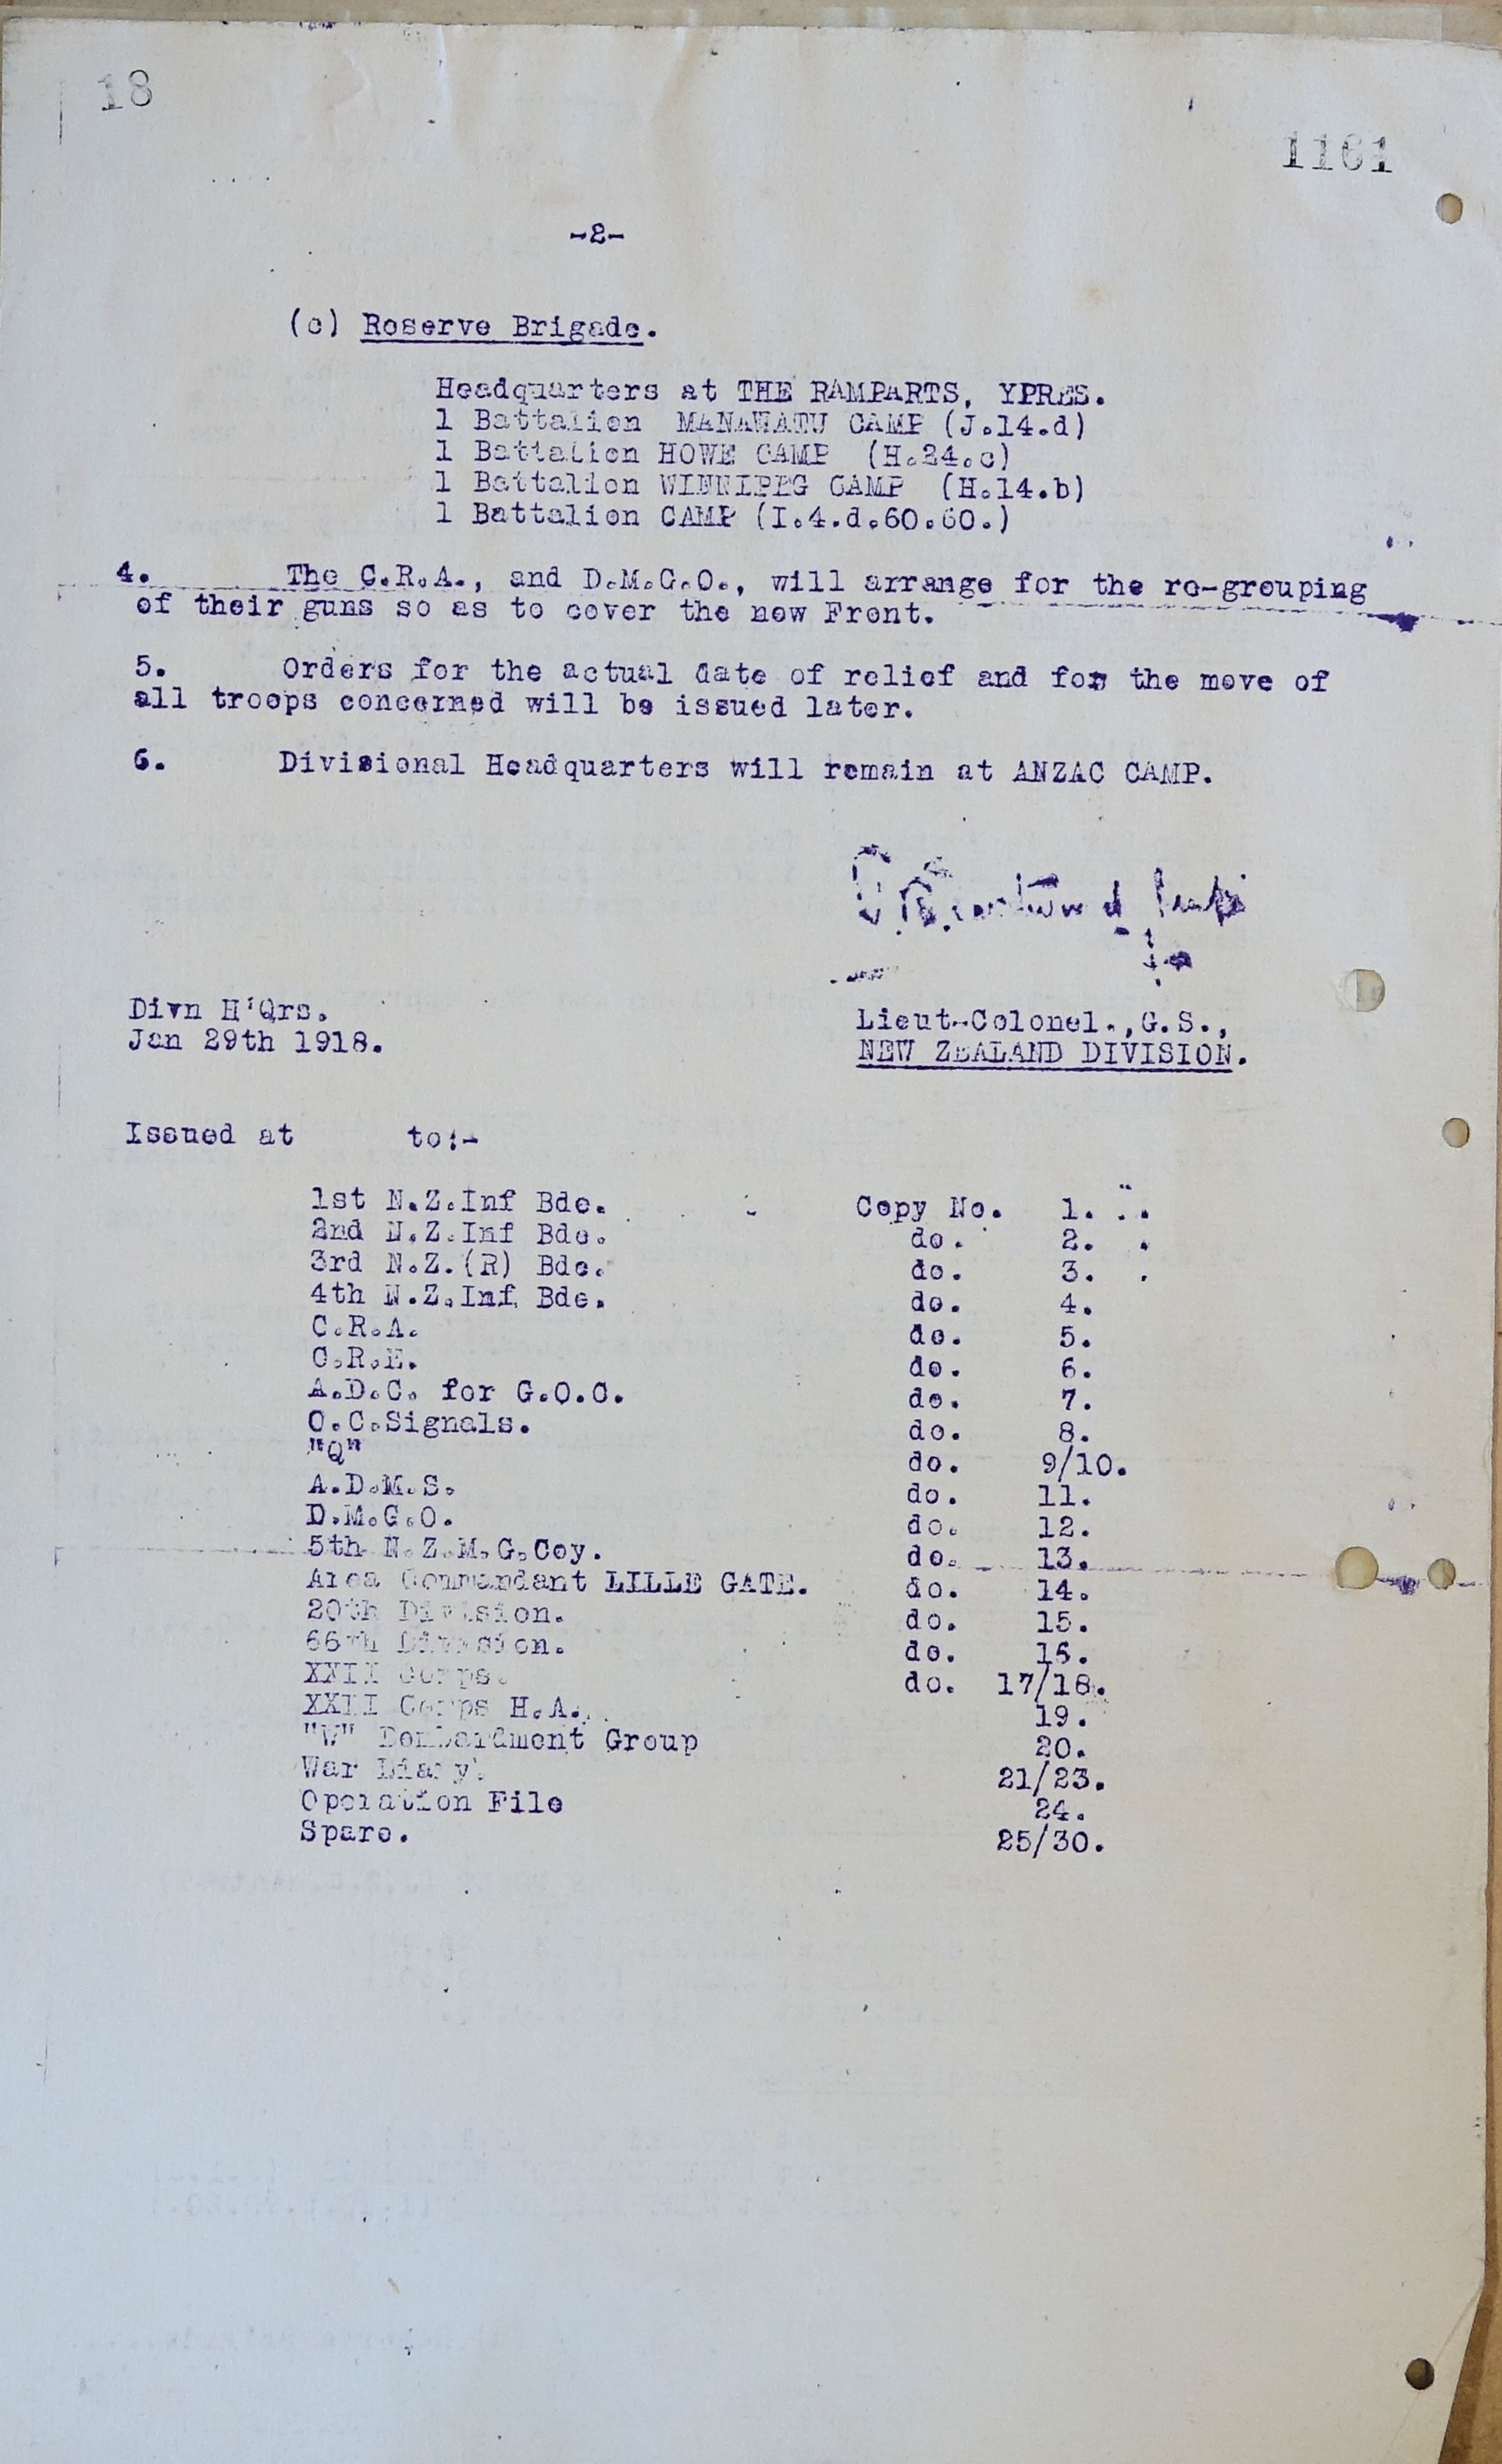 18
1161
-2-
(c) Reserve Brigade.
Headquarters at THE RAMPARTS, YPRES.
1 Battalion MANAWATU CAMP (J.14.d)
1 Battalion HOWE CAMP (H.24.c)
1 Battalion WINNIPEG CAMP (H.14.b)
1 Battalion CAMP (I.4.d.60.60.)
4. The C.R.A., and D.M.G.O., will arrange for the re-grouping
of their guns so as to cover the new Front.
5. Orders for the actual date of relief and for the move of
all troops concerned will be issued later.
6. Divisional Headquarters will remain at ANZAC CAMP.
Divn H'Qrs.
Jan 29th 1918.
Lieut-Colonel.,G.S.,
NEW ZEALAND DIVISION.
Issued at to:-
1st N.Z.Inf Bde. Copy No. 1.
2nd N.Z.Inf Bde. do. 2.
3rd N.Z.(R) Bde. do. 3.
4th N.Z.Inf Bde. do. 4.
C.R.A. do. 5.
C.R.E. do. 6.
A.D.C. for G.O.C. do. 7.
O.C.Signals. do. 8.
"Q" do. 9/10.
A.D.M.S. do. 11.
D.M.G.O. do. 12.
5th N.Z.M.G.Coy. do. 13.
Area Commandant LILLE GATE. do. 14.
20th Division. do. 15.
66th Division. do. 16.
XXII Corps. do. 17/18.
XXII Corps H.A. 19.
Bombardment Group 20.
War Diary. 21/23.
Operation File 24.
Spare. 25/30.